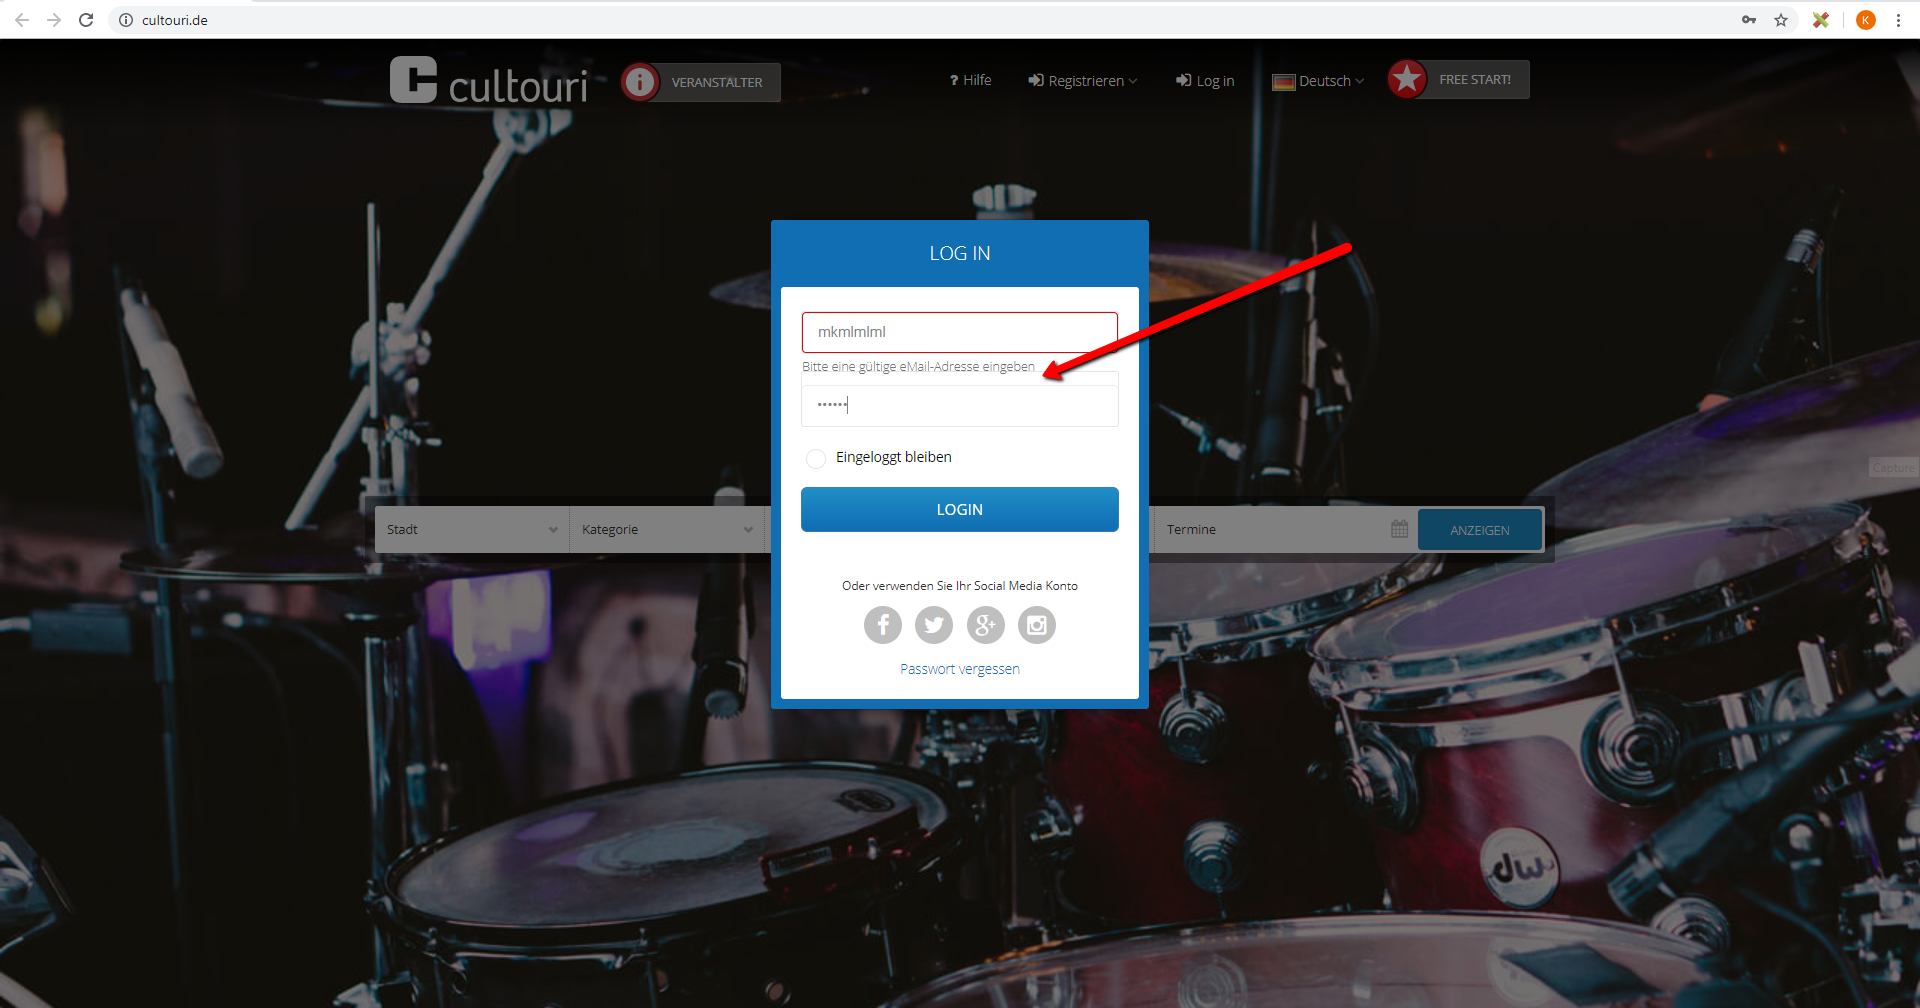 cultouri.de
K
cultouri
VERANSTALTER
? Hilfe
Registrieren
Log in
Deutsch
FREE START!
LOG IN
mkmlmlml
Bitte eine gültige eMail-Adresse eingeben
••••••
Eingeloggt bleiben
LOGIN
Stadt
Kategorie
Termine
ANZEIGEN
Capture
Oder verwenden Sie Ihr Social Media Konto
Passwort vergessen
dw